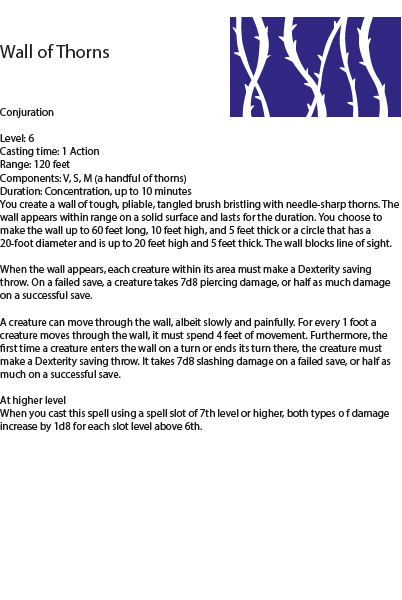 Wall of Thorns
Conjuration
Level: 6
Casting time: 1 Action
Range: 120 feet
Components: V, S, M (a handful of thorns)
Duration: Concentration, up to 10 minutes
You create a wall of tough, pliable, tangled brush bristling with needle-sharp thorns. The
wall appears within range on a solid surface and lasts for the duration. You choose to
make the wall up to 60 feet long, 10 feet high, and 5 feet thick or a circle that has a
20-foot diameter and is up to 20 feet high and 5 feet thick. The wall blocks line of sight.
When the wall appears, each creature within its area must make a Dexterity saving
throw. On a failed save, a creature takes 7d8 piercing damage, or half as much damage
on a successful save.
A creature can move through the wall, albeit slowly and painfully. For every 1 foot a
creature moves through the wall, it must spend 4 feet of movement. Furthermore, the
first time a creature enters the wall on a turn or ends its turn there, the creature must
make a Dexterity saving throw. It takes 7d8 slashing damage on a failed save, or half as
much on a successful save.
At higher level
When you cast this spell using a spell slot of 7th level or higher, both types o f damage
increase by 1d8 for each slot level above 6th.